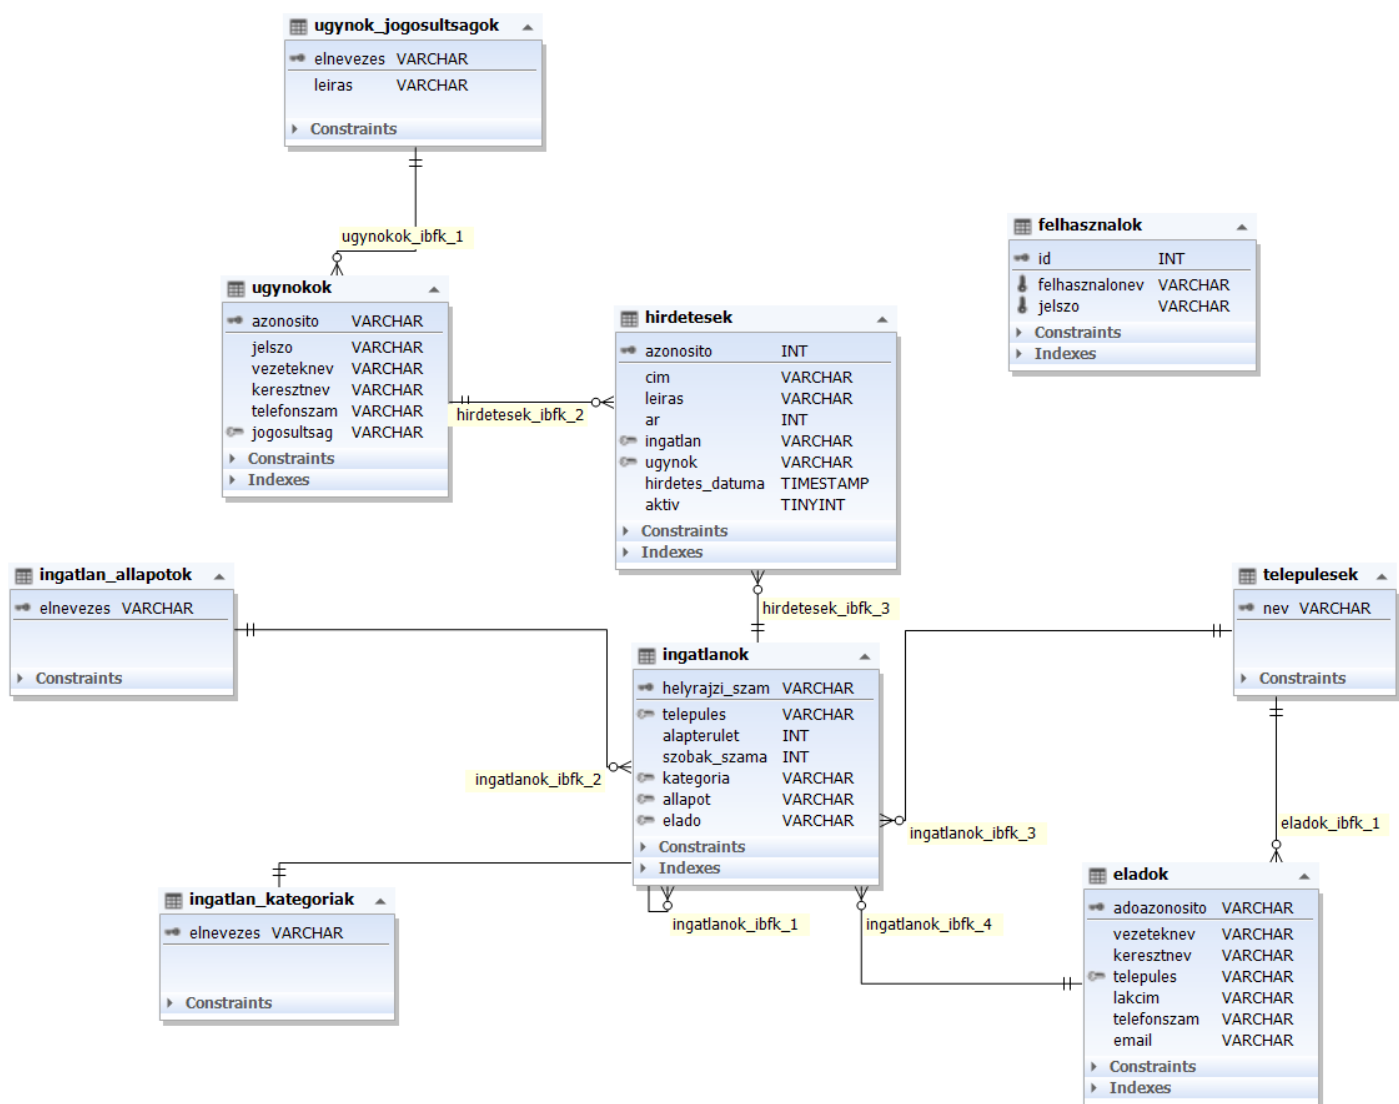 ugynok_jogosultsagok
elnevezes VARCHAR
leiras VARCHAR
Constraints
ugynokok_ibfk_1
felhasznalok
id INT
felhasznalonev VARCHAR
jelszo VARCHAR
Constraints
Indexes
ugynokok
azonosito VARCHAR
jelszo VARCHAR
vezeteknev VARCHAR
keresztnev VARCHAR
telefonszam VARCHAR
jogosultsag VARCHAR
Constraints
Indexes
hirdetesek_ibfk_2
hirdetesek
azonosito INT
cim VARCHAR
leiras VARCHAR
ar INT
ingatlan VARCHAR
ugynok VARCHAR
hirdetes_datuma TIMESTAMP
aktiv TINYINT
Constraints
Indexes
hirdetesek_ibfk_3
ingatlan_allapotok
elnevezes VARCHAR
Constraints
ingatlanok_ibfk_2
telepulesek
nev VARCHAR
Constraints
ingatlanok
helyrajzi_szam VARCHAR
telepules VARCHAR
alapterulet INT
szobak_szama INT
kategoria VARCHAR
allapot VARCHAR
elado VARCHAR
Constraints
Indexes
ingatlanok_ibfk_3
eladok_ibfk_1
ingatlan_kategoriak
elnevezes VARCHAR
Constraints
ingatlanok_ibfk_1
ingatlanok_ibfk_4
eladok
adoazonosito VARCHAR
vezeteknev VARCHAR
keresztnev VARCHAR
telepules VARCHAR
lakcim VARCHAR
telefonszam VARCHAR
email VARCHAR
Constraints
Indexes